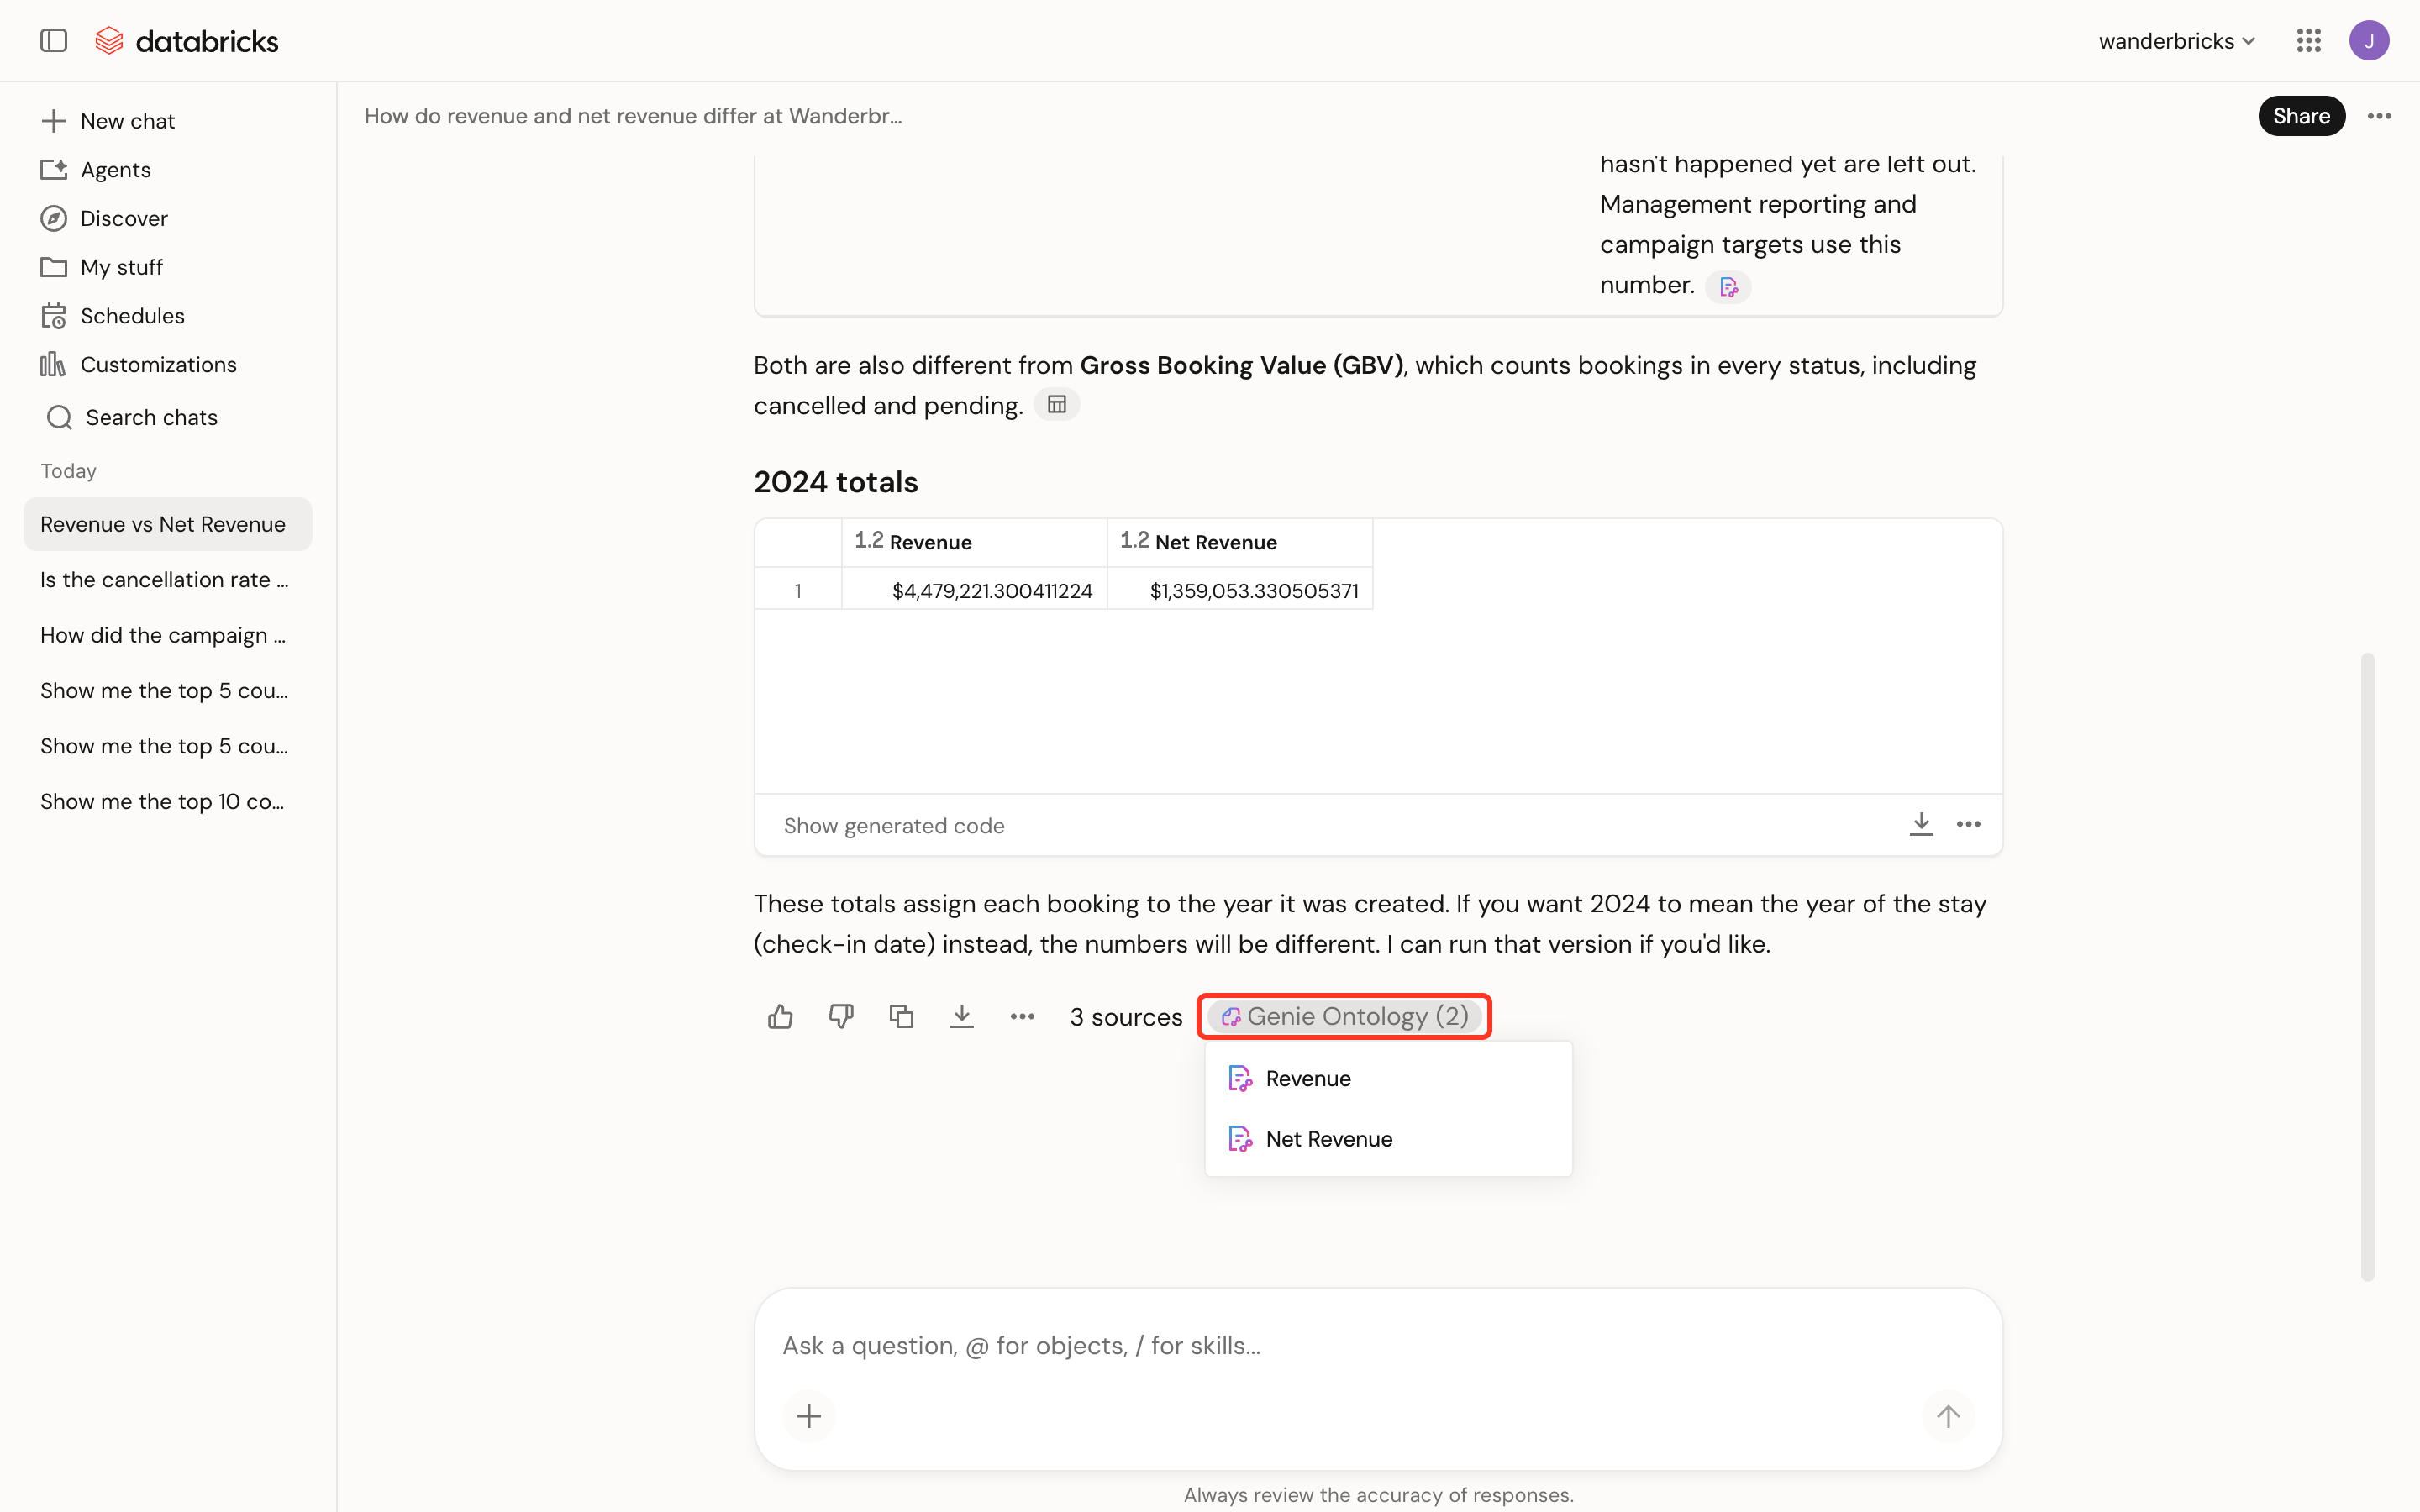 databricks
wanderbricks
J
New chat
Agents
Discover
My stuff
Schedules
Customizations
Search chats
Today
Revenue vs Net Revenue
Is the cancellation rate ...
How did the campaign ...
Show me the top 5 cou...
Show me the top 5 cou...
Show me the top 10 co...
How do revenue and net revenue differ at Wanderbr...
Share
hasn't happened yet are left out.
Management reporting and
campaign targets use this
number.
Both are also different from Gross Booking Value (GBV), which counts bookings in every status, including
cancelled and pending.
2024 totals
1.2 Revenue 1.2 Net Revenue
1 $4,479,221.300411224 $1,359,053.330505371
Show generated code
These totals assign each booking to the year it was created. If you want 2024 to mean the year of the stay
(check-in date) instead, the numbers will be different. I can run that version if you'd like.
3 sources Genie Ontology (2)
Revenue
Net Revenue
Ask a question, @ for objects, / for skills...
Always review the accuracy of responses.